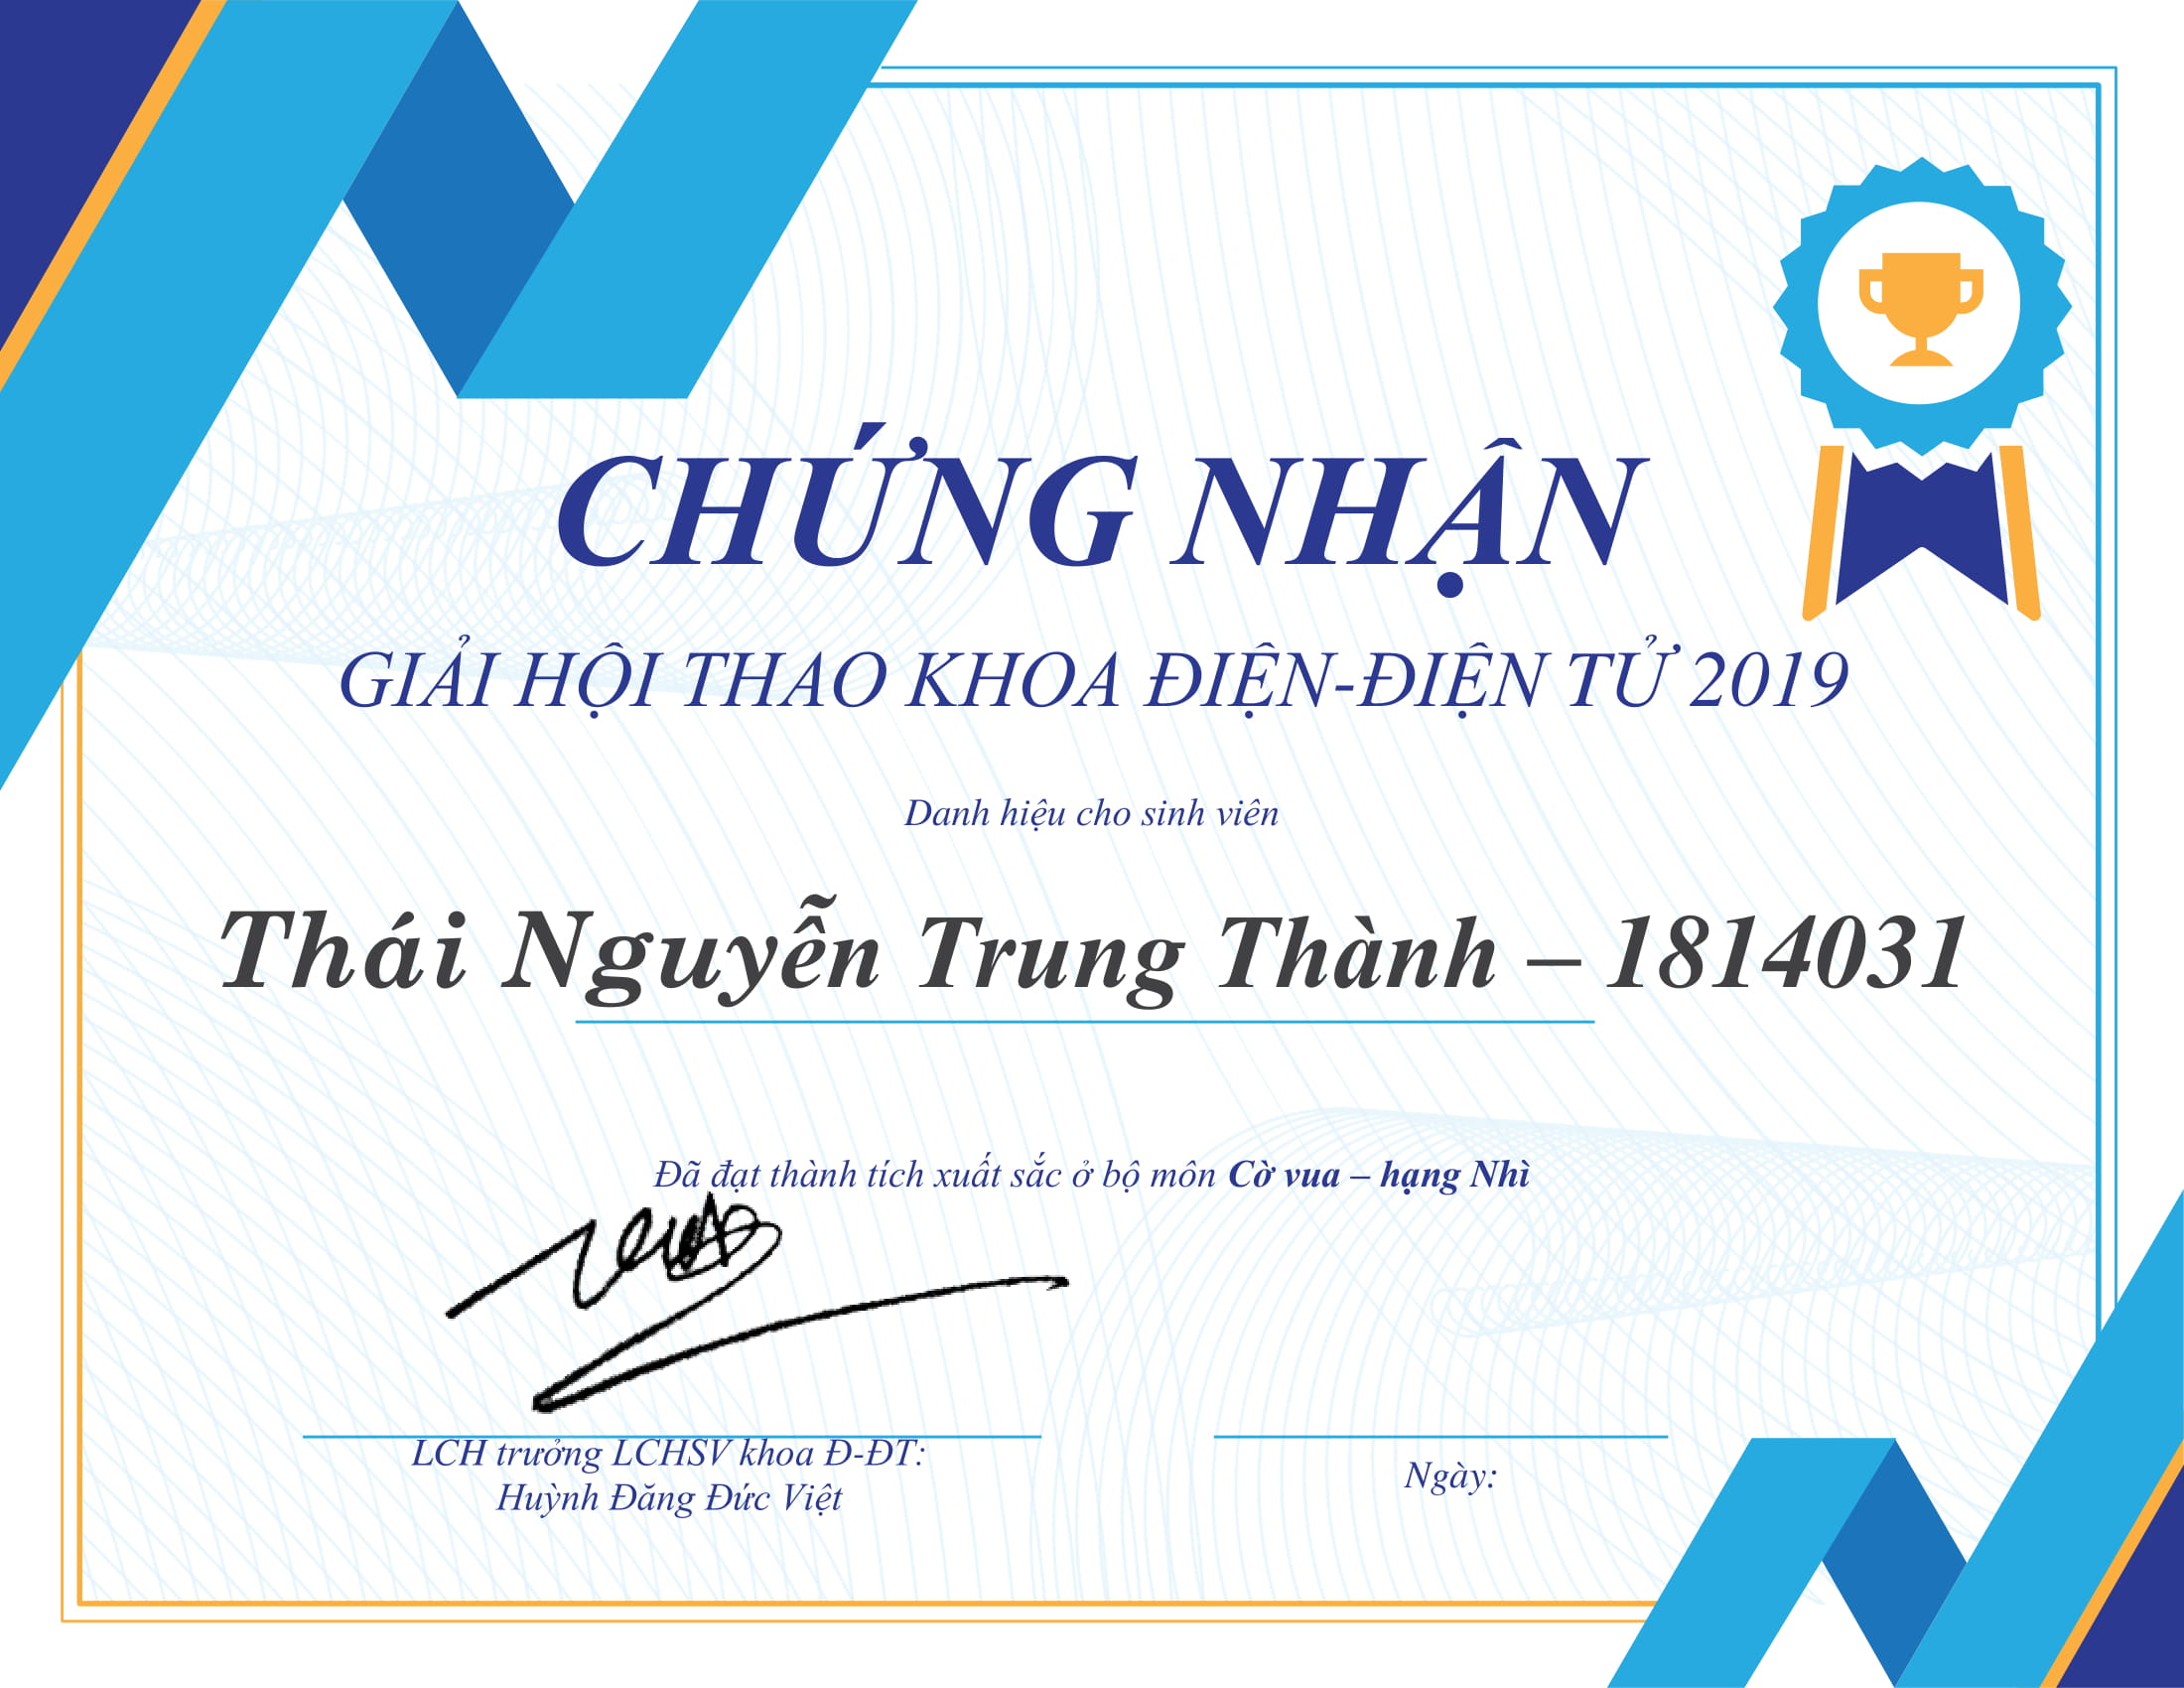 CHỨNG NHẬN
GIẢI HỘI THAO KHOA ĐIỆN-ĐIỆN TỬ 2019
Danh hiệu cho sinh viên
Thái Nguyễn Trung Thành – 1814031
Đã đạt thành tích xuất sắc ở bộ môn Cờ vua – hạng Nhì
LCH trưởng LCHSV khoa Đ-ĐT:
Huỳnh Đăng Đức Việt
Ngày: